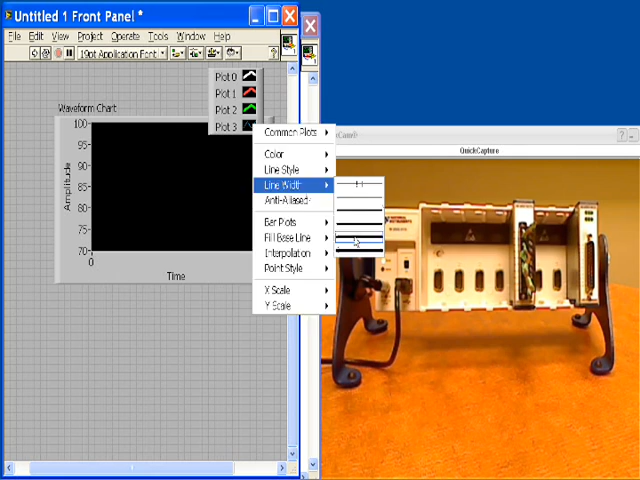 Untitled 1 Front Panel *
File Edit View Project Operate Tools Window Help
19pt Application Font
Plot 0
Plot 1
Plot 2
Plot 3
Waveform Chart
100
95
90
85
80
75
70
0
Amplitude
Time
Common Plots
Color
Line Style
Line Width
Anti-Aliased
Bar Plots
Fill Base Line
Interpolation
Point Style
X Scale
Y Scale
QuickCapture